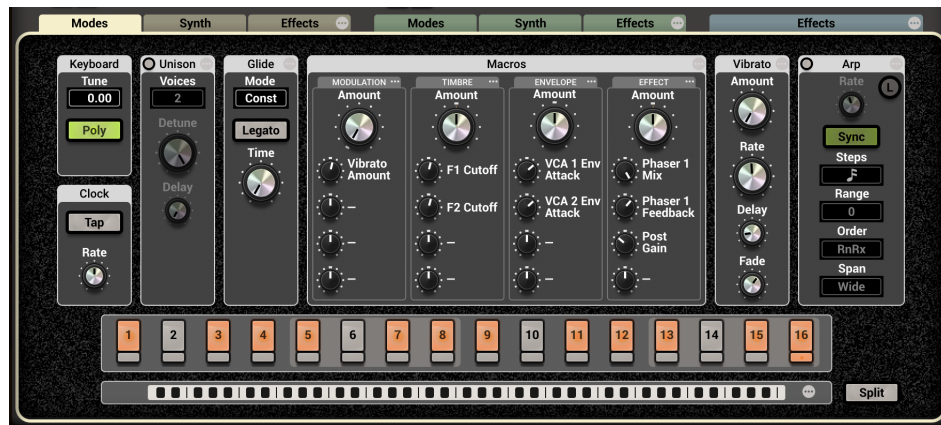 Modes Synth Effects Modes Synth Effects Effects
Keyboard
Tune
0.00
Poly
Clock
Tap
Rate
Unison
Voices
2
Detune
Delay
Glide
Mode
Const
Legato
Time
Macros
MODULATION
Amount
Vibrato
Amount
–
–
–
TIMBRE
Amount
F1 Cutoff
F2 Cutoff
–
–
ENVELOPE
Amount
VCA 1 Env
Attack
VCA 2 Env
Attack
–
–
EFFECT
Amount
Phaser 1
Mix
Phaser 1
Feedback
Post
Gain
–
Vibrato
Amount
Rate
Delay
Fade
Arp
Rate
L
Sync
Steps
Range
0
Order
RnRx
Span
Wide
1 2 3 4 5 6 7 8 9 10 11 12 13 14 15 16
Split